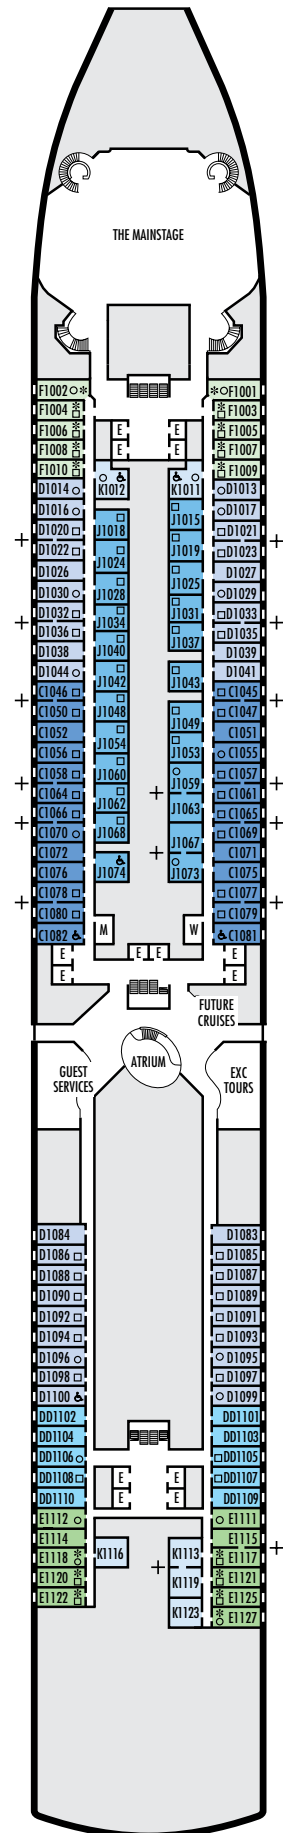 THE MAINSTAGE
F1002 F1001
F1004 E E F1003
F1006 E E F1005
F1008 F1007
F1010 F1009
K1012 K1011
D1014 D1013
D1016 J1015 D1017
J1018
D1020 D1021
D1022 J1019 D1023
J1024
D1026 J1025 D1027
D1030 J1028 D1029
D1032 J1031 D1033
J1034
D1036 J1037 D1035
D1038 J1040 D1039
D1044 J1042 J1043 D1041
C1046 C1045
C1050 J1048 J1049 C1047
C1052 C1051
C1056 J1054 J1053 C1055
C1058 J1060 J1059 C1057
C1064 J1062 J1063 C1061
C1066 C1065
C1070 J1068 C1069
C1072 J1067 C1071
C1076 J1074 J1073 C1075
C1078 C1077
C1080 C1079
C1082 M W C1081
E E E E
E E
FUTURE
CRUISES
ATRIUM
GUEST
SERVICES
EXC
TOURS
D1084 D1083
D1086 D1085
D1088 D1087
D1090 D1089
D1092 D1091
D1094 D1093
D1096 D1095
D1098 D1097
D1100 D1099
DD1102 DD1101
DD1104 DD1103
DD1106 DD1105
DD1108 E E DD1107
DD1110 E E DD1109
E1112 E1111
E1114 E1115
E1118 K1116 K1113 E1117
E1120 K1119 E1121
E1122 E1125
K1123 E1127